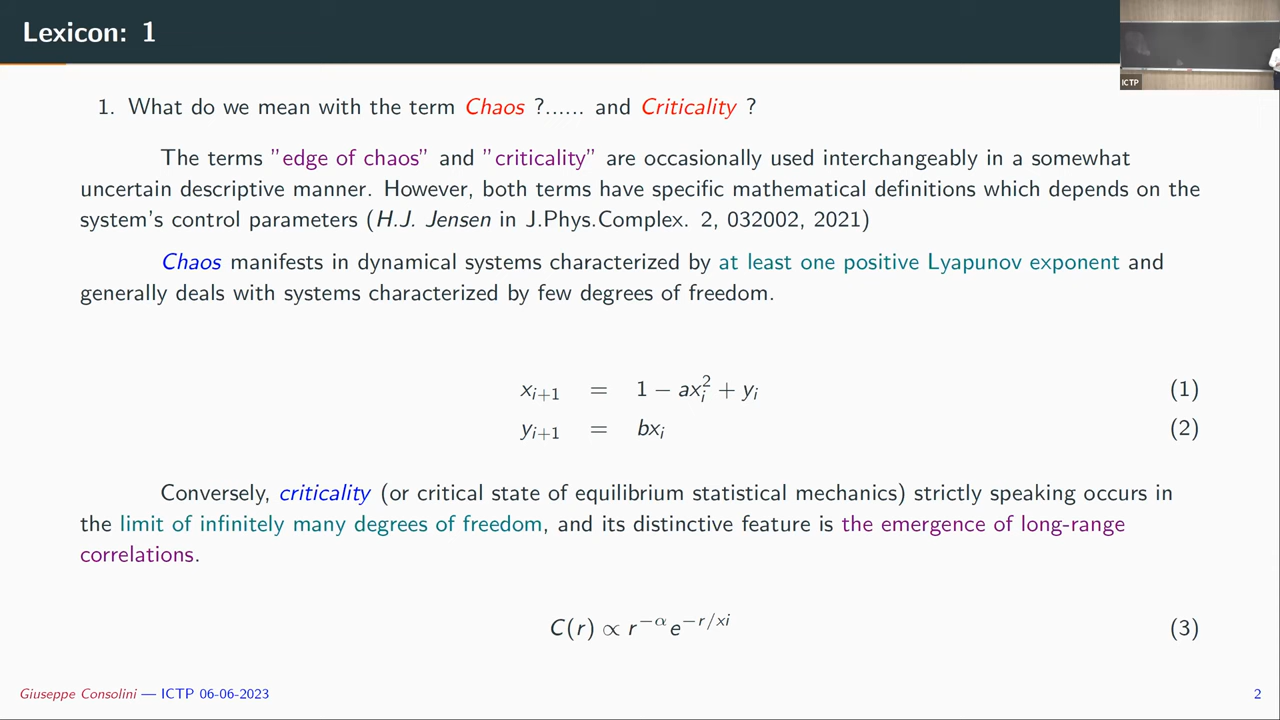 Lexicon: 1
ICTP
1. What do we mean with the term Chaos ?...... and Criticality ?
The terms ”edge of chaos” and ”criticality” are occasionally used interchangeably in a somewhat
uncertain descriptive manner. However, both terms have specific mathematical definitions which depends on the
system’s control parameters (H.J. Jensen in J.Phys.Complex. 2, 032002, 2021)
Chaos manifests in dynamical systems characterized by at least one positive Lyapunov exponent and
generally deals with systems characterized by few degrees of freedom.
x_{i+1} = 1 − ax_i^2 + y_i (1)
y_{i+1} = bx_i (2)
Conversely, criticality (or critical state of equilibrium statistical mechanics) strictly speaking occurs in
the limit of infinitely many degrees of freedom, and its distinctive feature is the emergence of long-range
correlations.
C(r) ∝ r^{−α} e^{−r/xi} (3)
Giuseppe Consolini — ICTP 06-06-2023 2